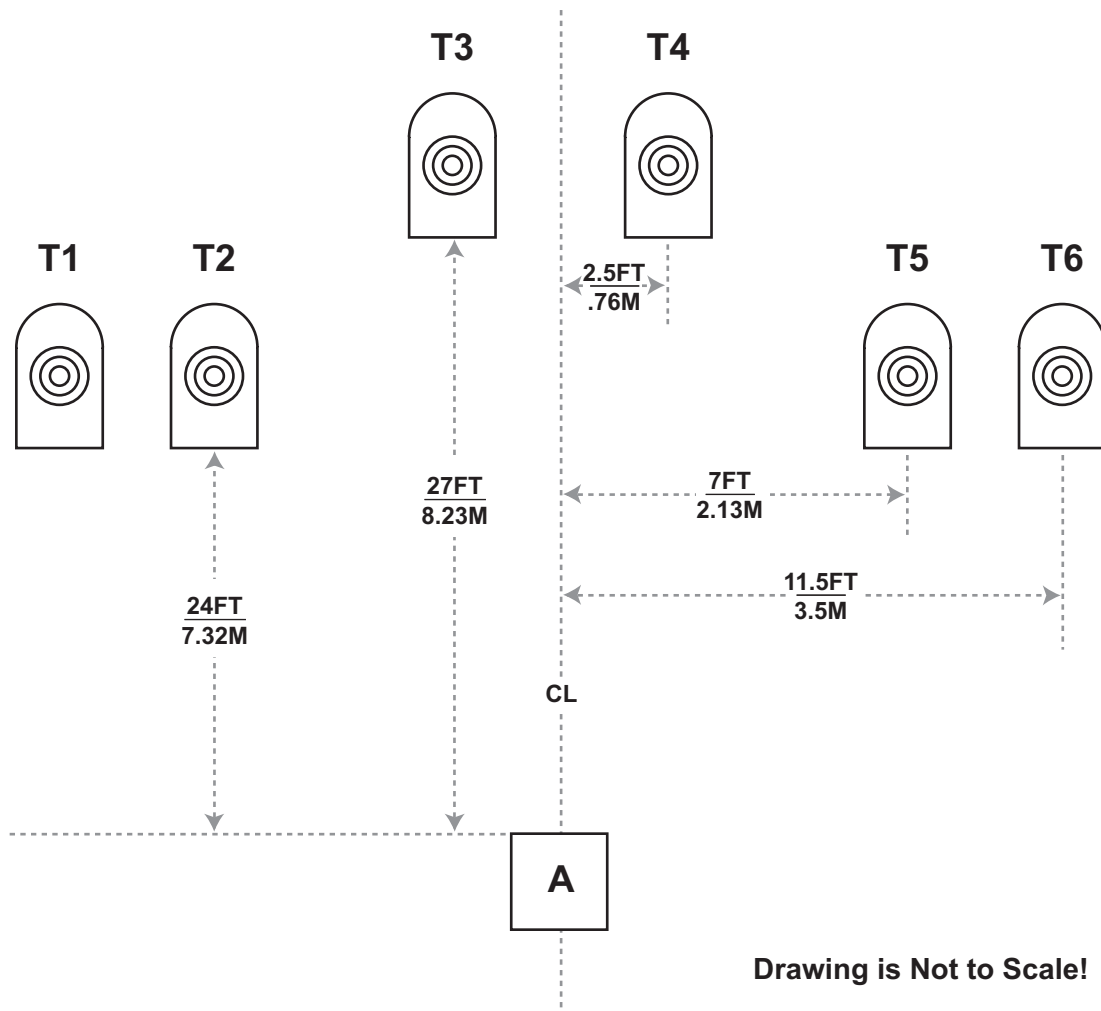 T3
T4
T1
T2
2.5FT
.76M
T5
T6
27FT
8.23M
7FT
2.13M
11.5FT
3.5M
24FT
7.32M
CL
A
Drawing is Not to Scale!